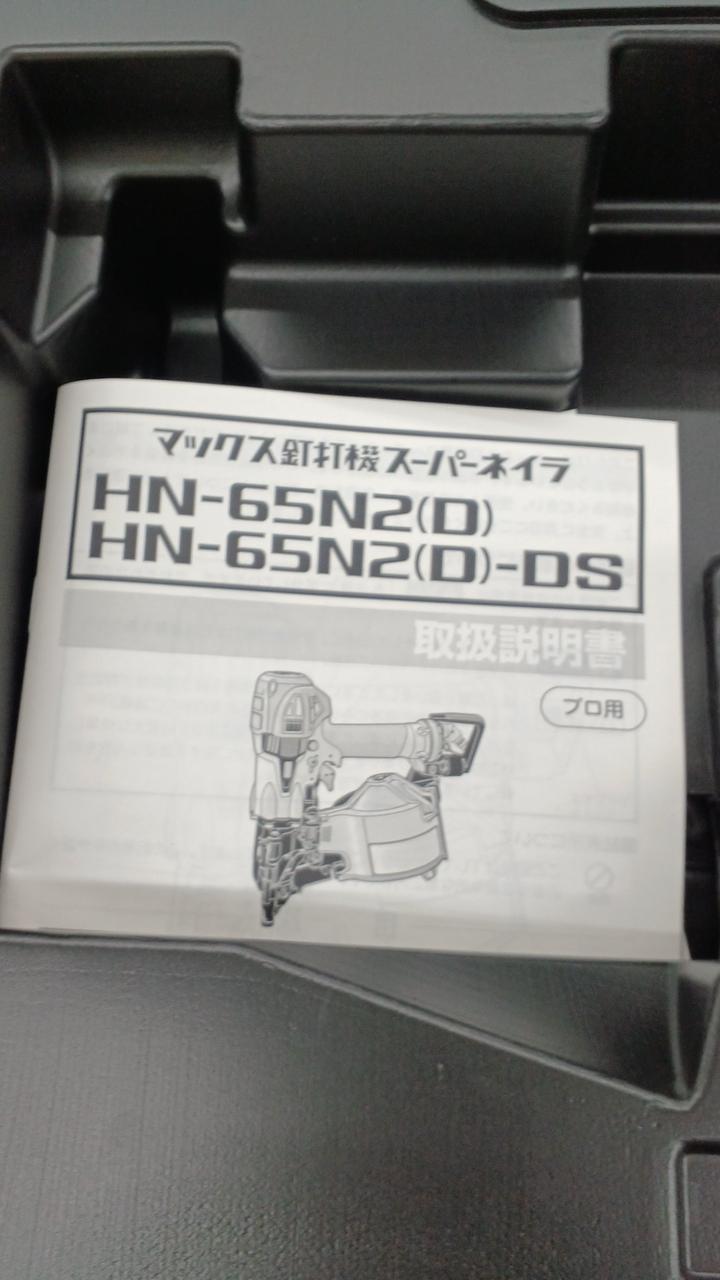 マックス釘打機スーパーネイラ
HN-65N2(D)
HN-65N2(D)-DS
取扱説明書
プロ用